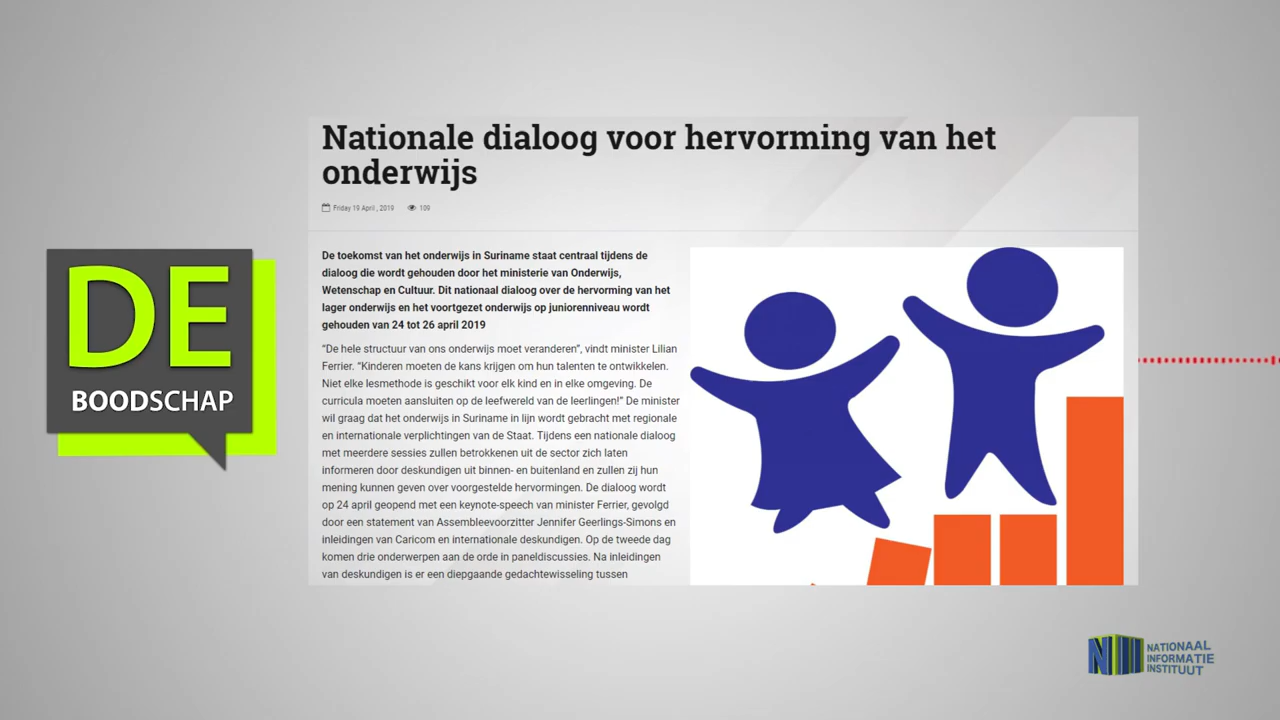 Nationale dialoog voor hervorming van het
onderwijs
Friday 19 April , 2019 109
De toekomst van het onderwijs in Suriname staat centraal tijdens de
dialoog die wordt gehouden door het ministerie van Onderwijs,
Wetenschap en Cultuur. Dit nationaal dialoog over de hervorming van het
lager onderwijs en het voortgezet onderwijs op juniorenniveau wordt
gehouden van 24 tot 26 april 2019
“De hele structuur van ons onderwijs moet veranderen”, vindt minister Lilian
Ferrier. “Kinderen moeten de kans krijgen om hun talenten te ontwikkelen.
Niet elke lesmethode is geschikt voor elk kind en in elke omgeving. De
curricula moeten aansluiten op de leefwereld van de leerlingen!” De minister
wil graag dat het onderwijs in Suriname in lijn wordt gebracht met regionale
en internationale verplichtingen van de Staat. Tijdens een nationale dialoog
met meerdere sessies zullen betrokkenen uit de sector zich laten
informeren door deskundigen uit binnen- en buitenland en zullen zij hun
mening kunnen geven over voorgestelde hervormingen. De dialoog wordt
op 24 april geopend met een keynote-speech van minister Ferrier, gevolgd
door een statement van Assembleevoorzitter Jennifer Geerlings-Simons en
inleidingen van Caricom en internationale deskundigen. Op de tweede dag
komen drie onderwerpen aan de orde in paneldiscussies. Na inleidingen
van deskundigen is er een diepgaande gedachtewisseling tussen
DE
BOODSCHAP
NII
NATIONAAL
INFORMATIE
INSTITUUT